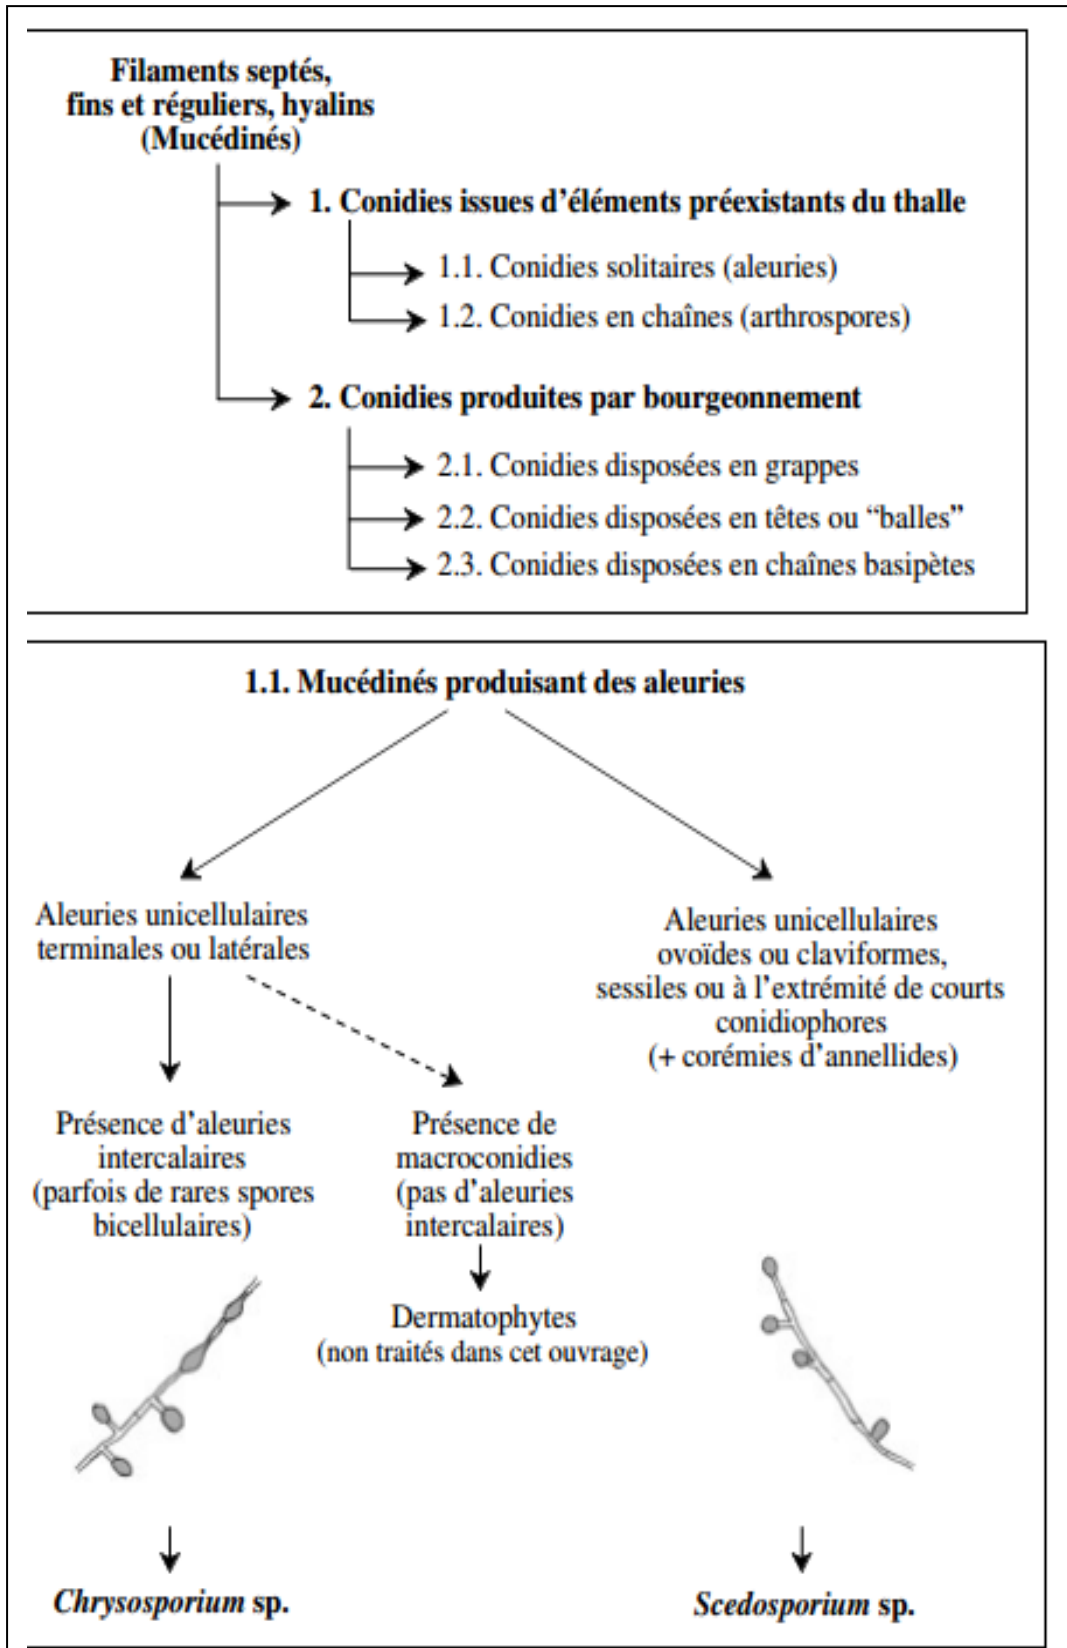 Filaments septés,
fins et réguliers, hyalins
(Mucédinés)
1. Conidies issues d'éléments préexistants du thalle
1.1. Conidies solitaires (aleuries)
1.2. Conidies en chaînes (arthrospores)
2. Conidies produites par bourgeonnement
2.1. Conidies disposées en grappes
2.2. Conidies disposées en têtes ou “balles”
2.3. Conidies disposées en chaînes basipètes
1.1. Mucédinés produisant des aleuries
Aleuries unicellulaires
terminales ou latérales
Aleuries unicellulaires
ovoïdes ou claviformes,
sessiles ou à l'extrémité de courts
conidiophores
(+ corémies d'annellides)
Présence d'aleuries
intercalaires
(parfois de rares spores
bicellulaires)
Présence de
macroconidies
(pas d'aleuries
intercalaires)
Dermatophytes
(non traités dans cet ouvrage)
Chrysosporium sp.
Scedosporium sp.